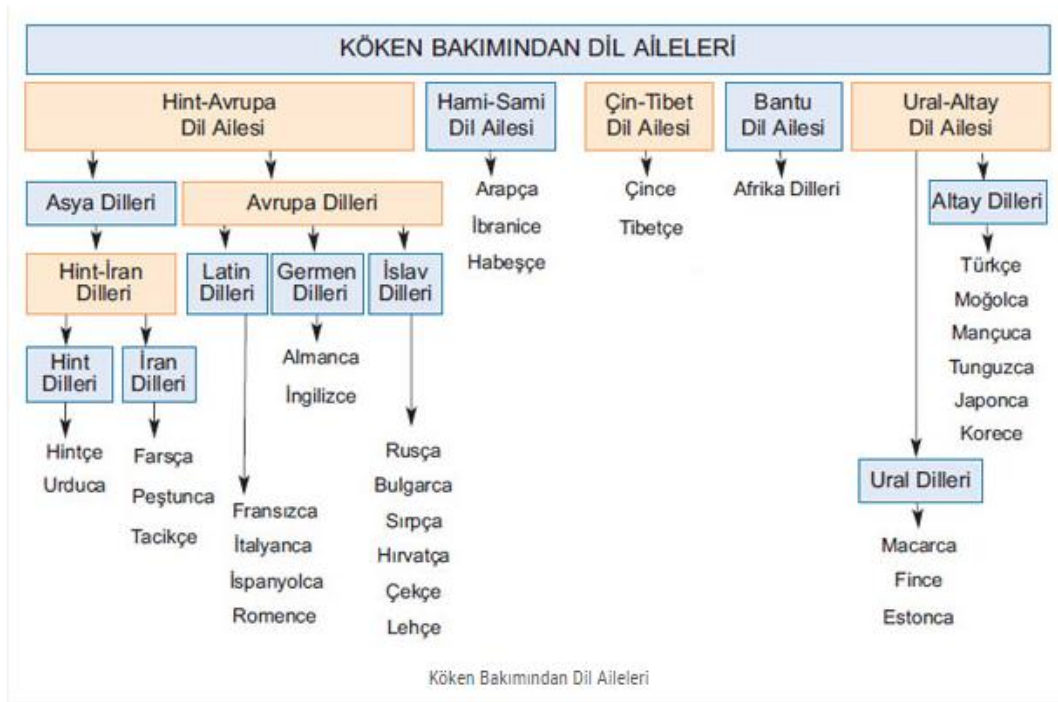 KÖKEN BAKIMINDAN DİL AİLELERİ
Hint-Avrupa
Dil Ailesi
Hami-Sami
Dil Ailesi
Çin-Tibet
Dil Ailesi
Bantu
Dil Ailesi
Ural-Altay
Dil Ailesi
Asya Dilleri
Avrupa Dilleri
Arapça
İbranice
Habeşçe
Çince
Tibetçe
Afrika Dilleri
Altay Dilleri
Hint-İran
Dilleri
Latin
Dilleri
Germen
Dilleri
İslav
Dilleri
Türkçe
Moğolca
Mançuca
Tunguzca
Japonca
Korece
Hint
Dilleri
İran
Dilleri
Almanca
İngilizce
Hintçe
Urduca
Farsça
Peştunca
Tacikçe
Fransızca
İtalyanca
İspanyolca
Romence
Rusça
Bulgarca
Sırpça
Hırvatça
Çekçe
Lehçe
Ural Dilleri
Macarca
Fince
Estonca
Köken Bakımından Dil Aileleri